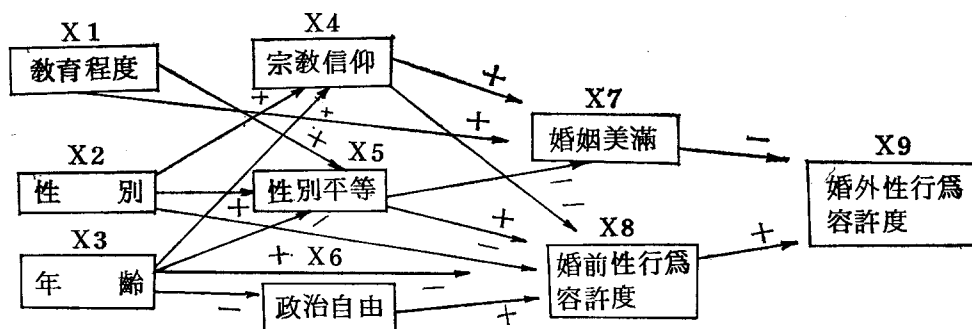 X1
教育程度
X2
性 別
X3
年 齡
X4
宗教信仰
X5
性別平等
X6
政治自由
X7
婚姻美滿
X8
婚前性行爲
容許度
X9
婚外性行爲
容許度
+
+
+
+
+
+
+
−
−
−
+
−
+
−
−
+
−
+